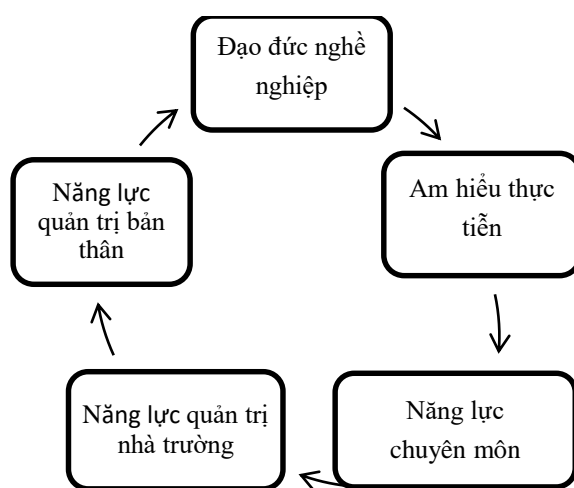 Đạo đức nghề
nghiệp
Am hiểu thực
tiễn
Năng lực
chuyên môn
Năng lực quản trị
nhà trường
Năng lực
quản trị bản
thân